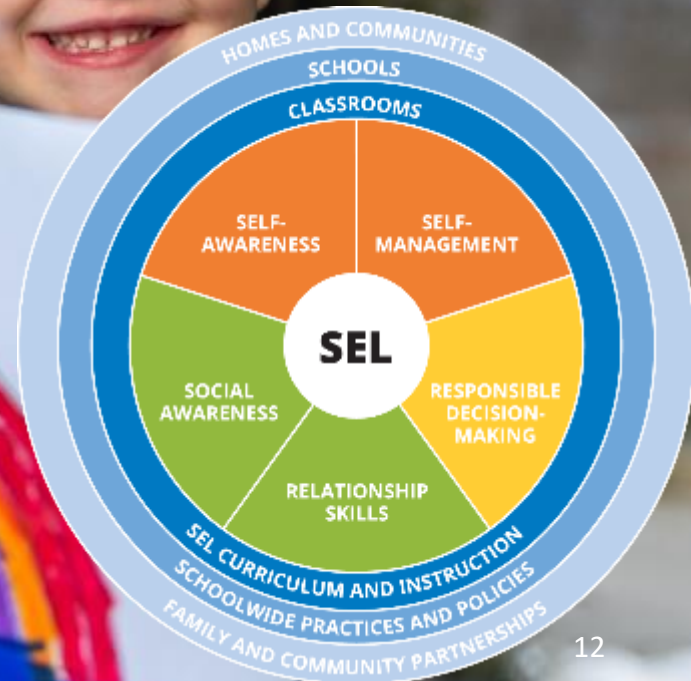 HOMES AND COMMUNITIES
SCHOOLS
CLASSROOMS
SELF-
AWARENESS
SELF-
MANAGEMENT
SEL
SOCIAL
AWARENESS
RESPONSIBLE
DECISION-
MAKING
RELATIONSHIP
SKILLS
SEL CURRICULUM AND INSTRUCTION
SCHOOLWIDE PRACTICES AND POLICIES
FAMILY AND COMMUNITY PARTNERSHIPS
12